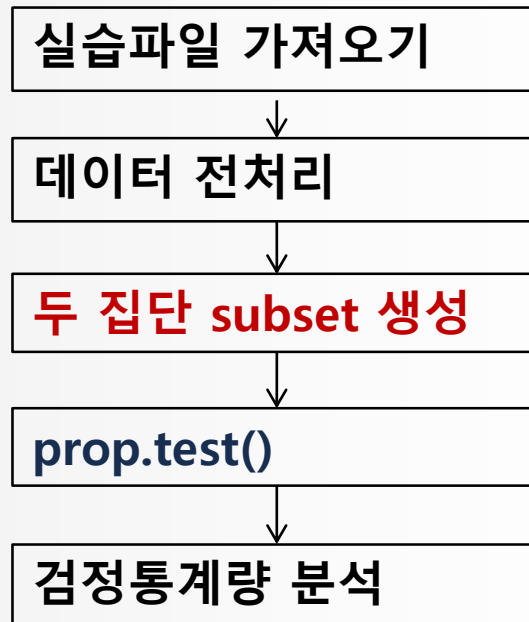 실습파일 가져오기
데이터 전처리
두 집단 subset 생성
prop.test()
검정통계량 분석